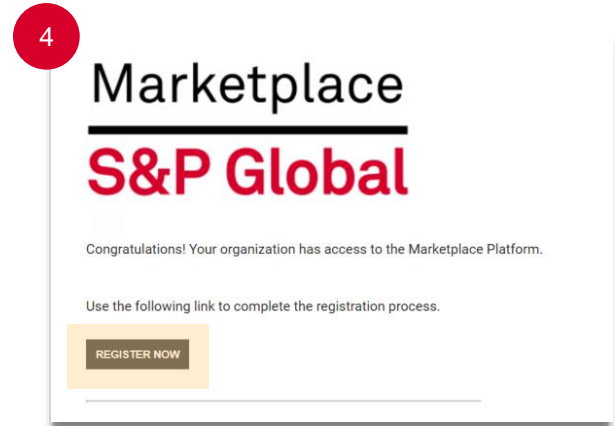 4
Marketplace
S&P Global
Congratulations! Your organization has access to the Marketplace Platform.
Use the following link to complete the registration process.
REGISTER NOW